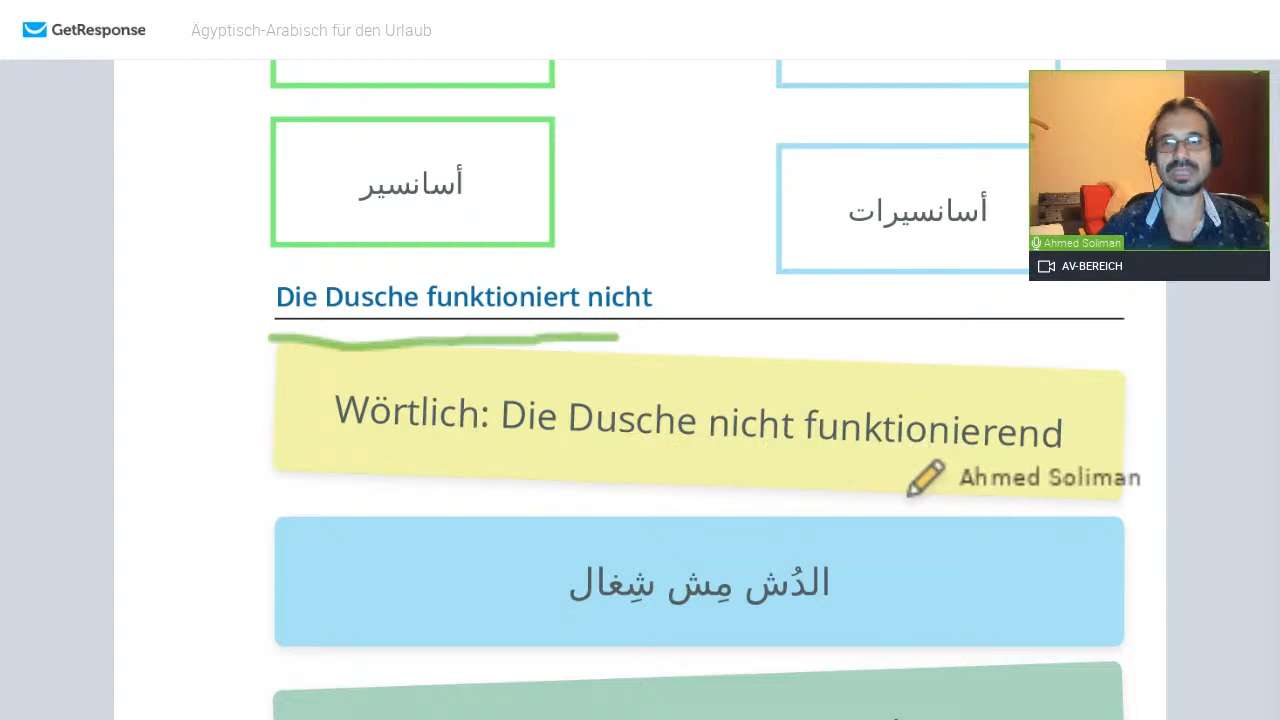 GetResponse
Ägyptisch-Arabisch für den Urlaub
أسانسير
أسانسيرات
Ahmed Soliman
AV-BEREICH
Die Dusche funktioniert nicht
Wörtlich: Die Dusche nicht funktionierend
Ahmed Soliman
الدُش مِش شِغال